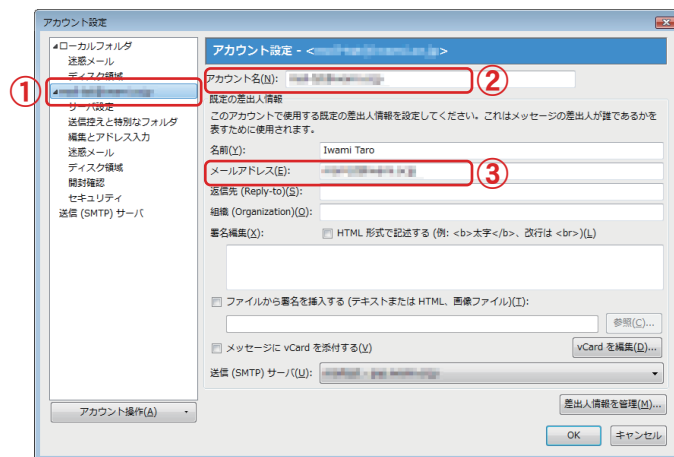 アカウント設定
ローカルフォルダ
迷惑メール
ディスク領域
①
サーバ設定
送信控えと特別なフォルダ
編集とアドレス入力
迷惑メール
ディスク領域
開封確認
セキュリティ
送信 (SMTP) サーバ
アカウント操作(A)
アカウント設定 - <
>
アカウント名(N):
②
既定の差出人情報
このアカウントで使用する既定の差出人情報を設定してください。これはメッセージの差出人が誰であるかを
表すために使用されます。
名前(Y): Iwami Taro
メールアドレス(E):
③
返信先 (Reply-to)(S):
組織 (Organization)(O):
署名編集(X): HTML 形式で記述する (例: <b>太字</b>、改行は <br>)(L)
ファイルから署名を挿入する (テキストまたは HTML、画像ファイル)(T):
参照(C)...
メッセージに vCard を添付する(V) vCard を編集(D)...
送信 (SMTP) サーバ(U):
差出人情報を管理(M)...
OK キャンセル